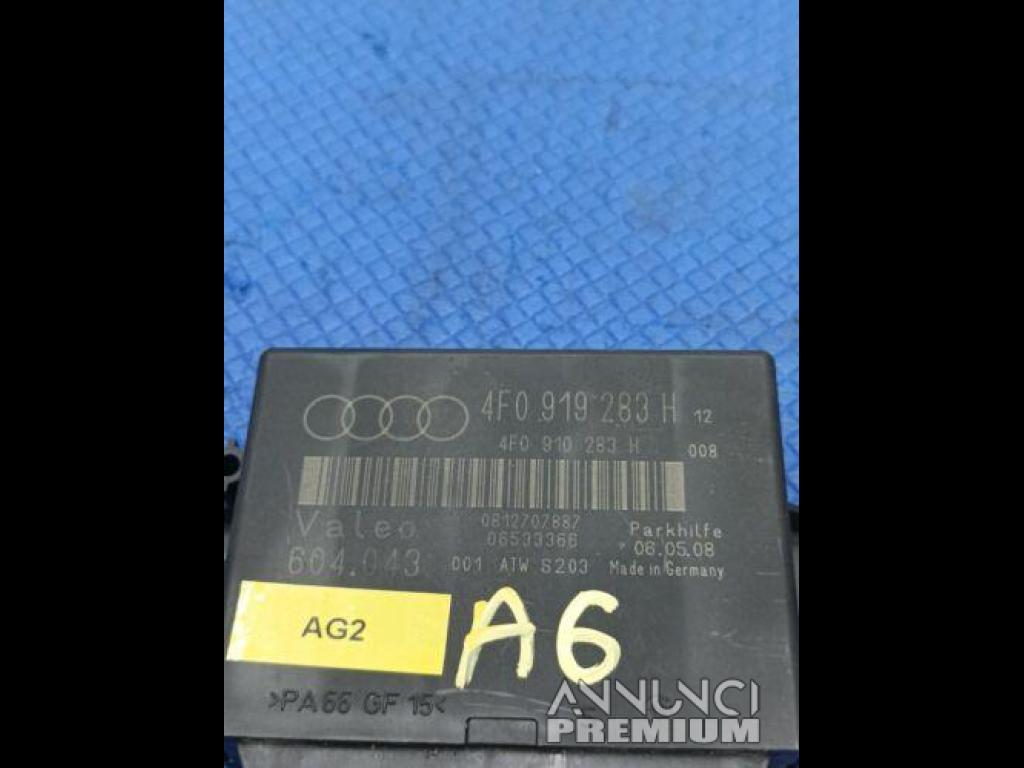 4F0 919 283 H 12
4F0 910 283 H 008
Valeo 0812707887 Parkhilfe
06533366 06.05.08
604.043 001 ATW S203 Made in Germany
AG2
A6
>PA66 GF 15<
ANNUNCI
PREMIUM